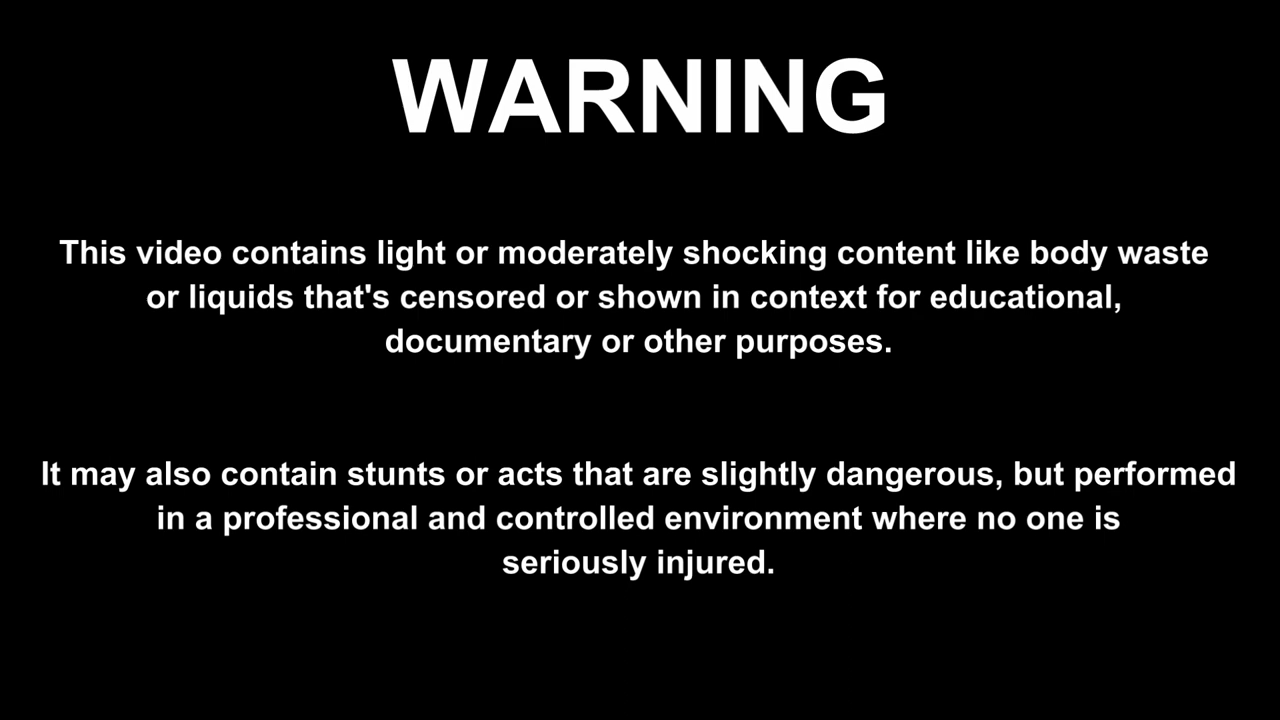 WARNING
This video contains light or moderately shocking content like body waste
or liquids that's censored or shown in context for educational,
documentary or other purposes.
It may also contain stunts or acts that are slightly dangerous, but performed
in a professional and controlled environment where no one is
seriously injured.